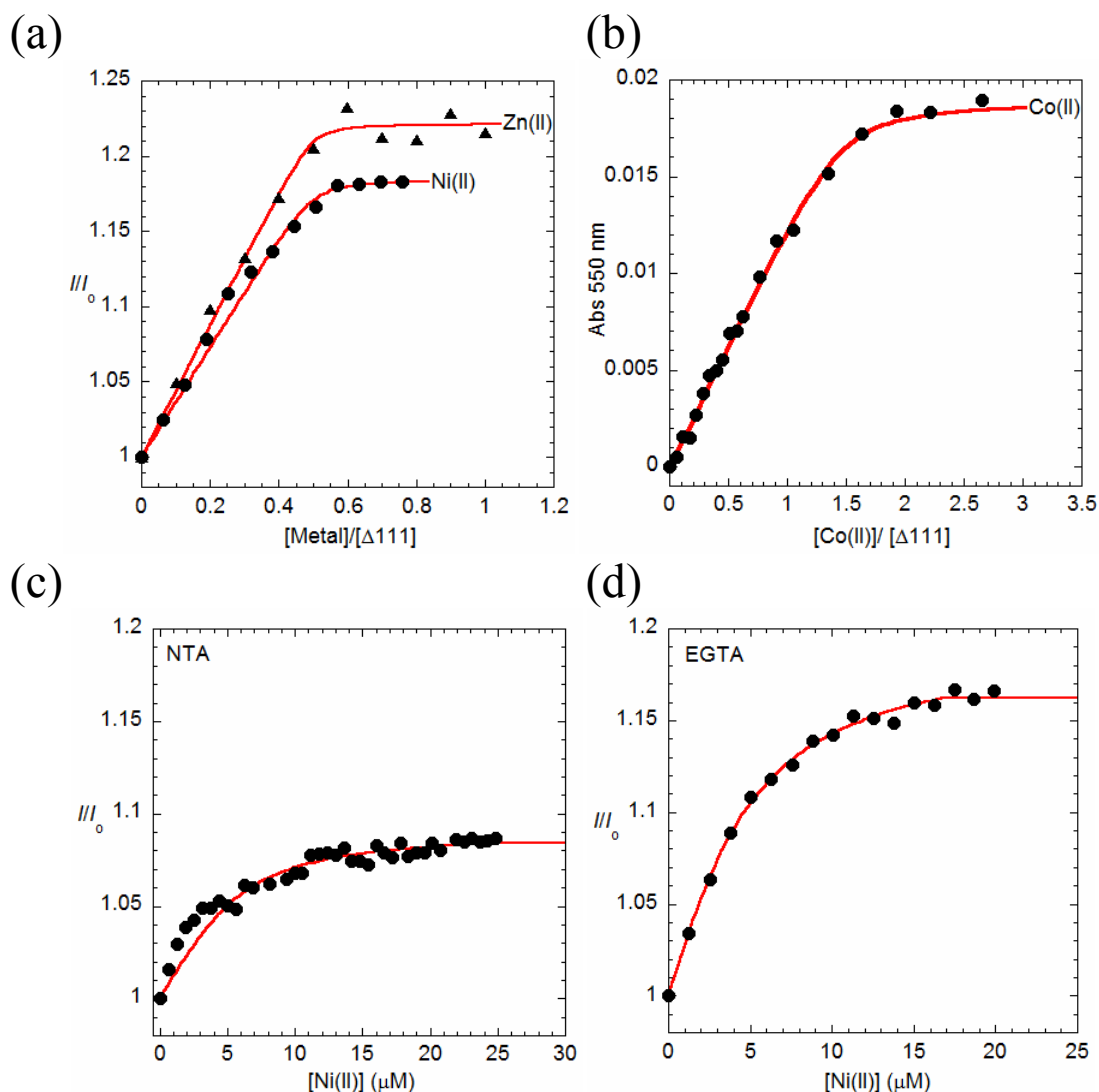 (a)
1.25
1.2
1.15
I/Io
1.1
1.05
1
Zn(II)
Ni(II)
0 0.2 0.4 0.6 0.8 1 1.2
[Metal]/[Δ111]
(b)
0.02
0.015
0.01
0.005
0
Abs 550 nm
Co(II)
0 0.5 1 1.5 2 2.5 3 3.5
[Co(II)]/ [Δ111]
(c)
1.2
NTA
1.15
I/Io
1.1
1.05
1
0 5 10 15 20 25 30
[Ni(II)] (μM)
(d)
1.2
EGTA
1.15
I/Io
1.1
1.05
1
0 5 10 15 20 25
[Ni(II)] (μM)